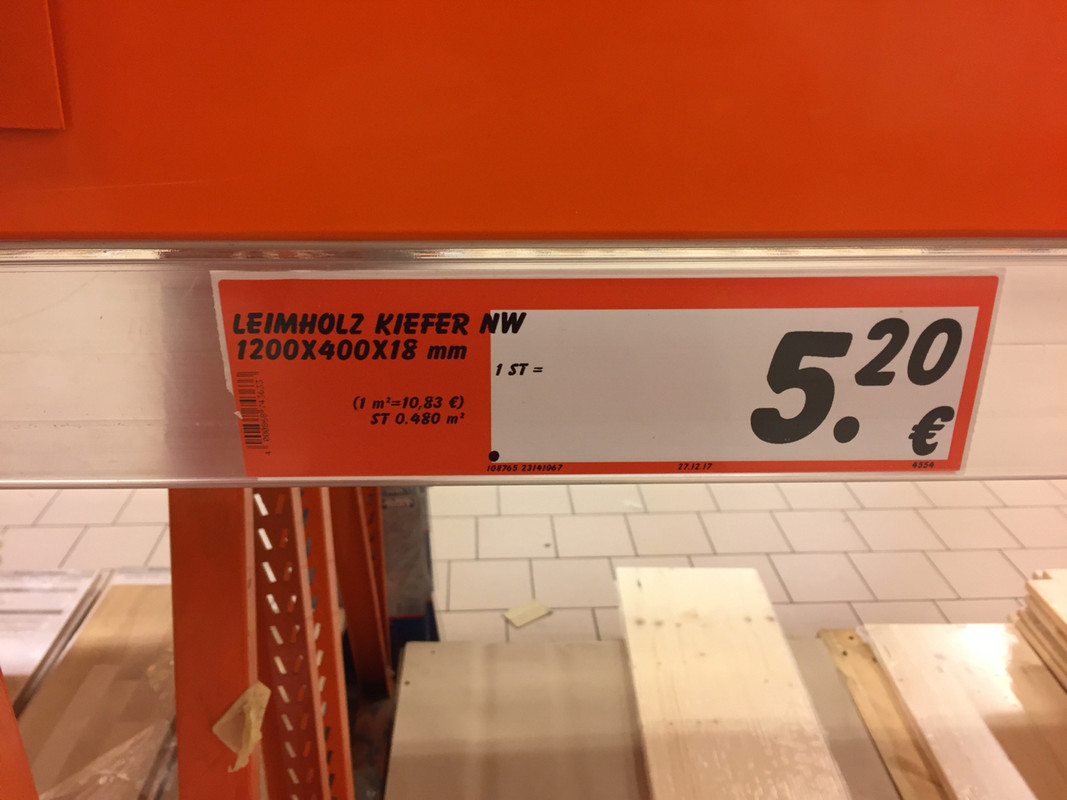 LEIMHOLZ KIEFER NW
1200X400X18 mm
1 ST =
5.20
€
(1 m²=10,83 €)
ST 0.480 m²
108765 23141067
27.12.17
4554